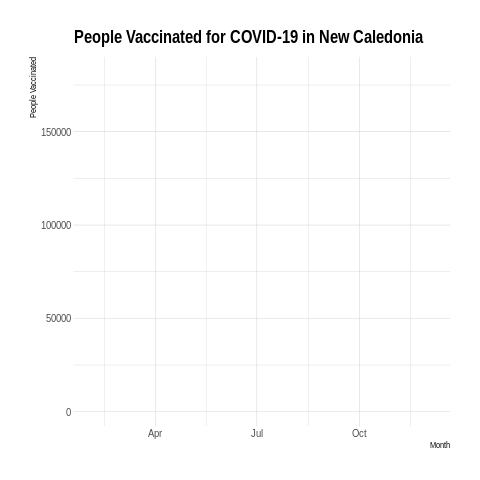 People Vaccinated for COVID-19 in New Caledonia
People Vaccinated
150000
100000
50000
0
Apr Jul Oct
Month